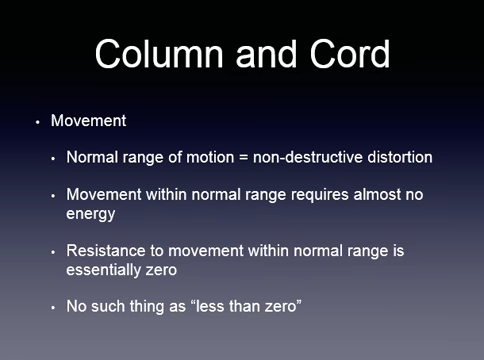 Column and Cord
• Movement
• Normal range of motion = non-destructive distortion
• Movement within normal range requires almost no
energy
• Resistance to movement within normal range is
essentially zero
• No such thing as “less than zero”